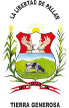 LA LIBERTAD DE PALLAN
TIERRA GENEROSA